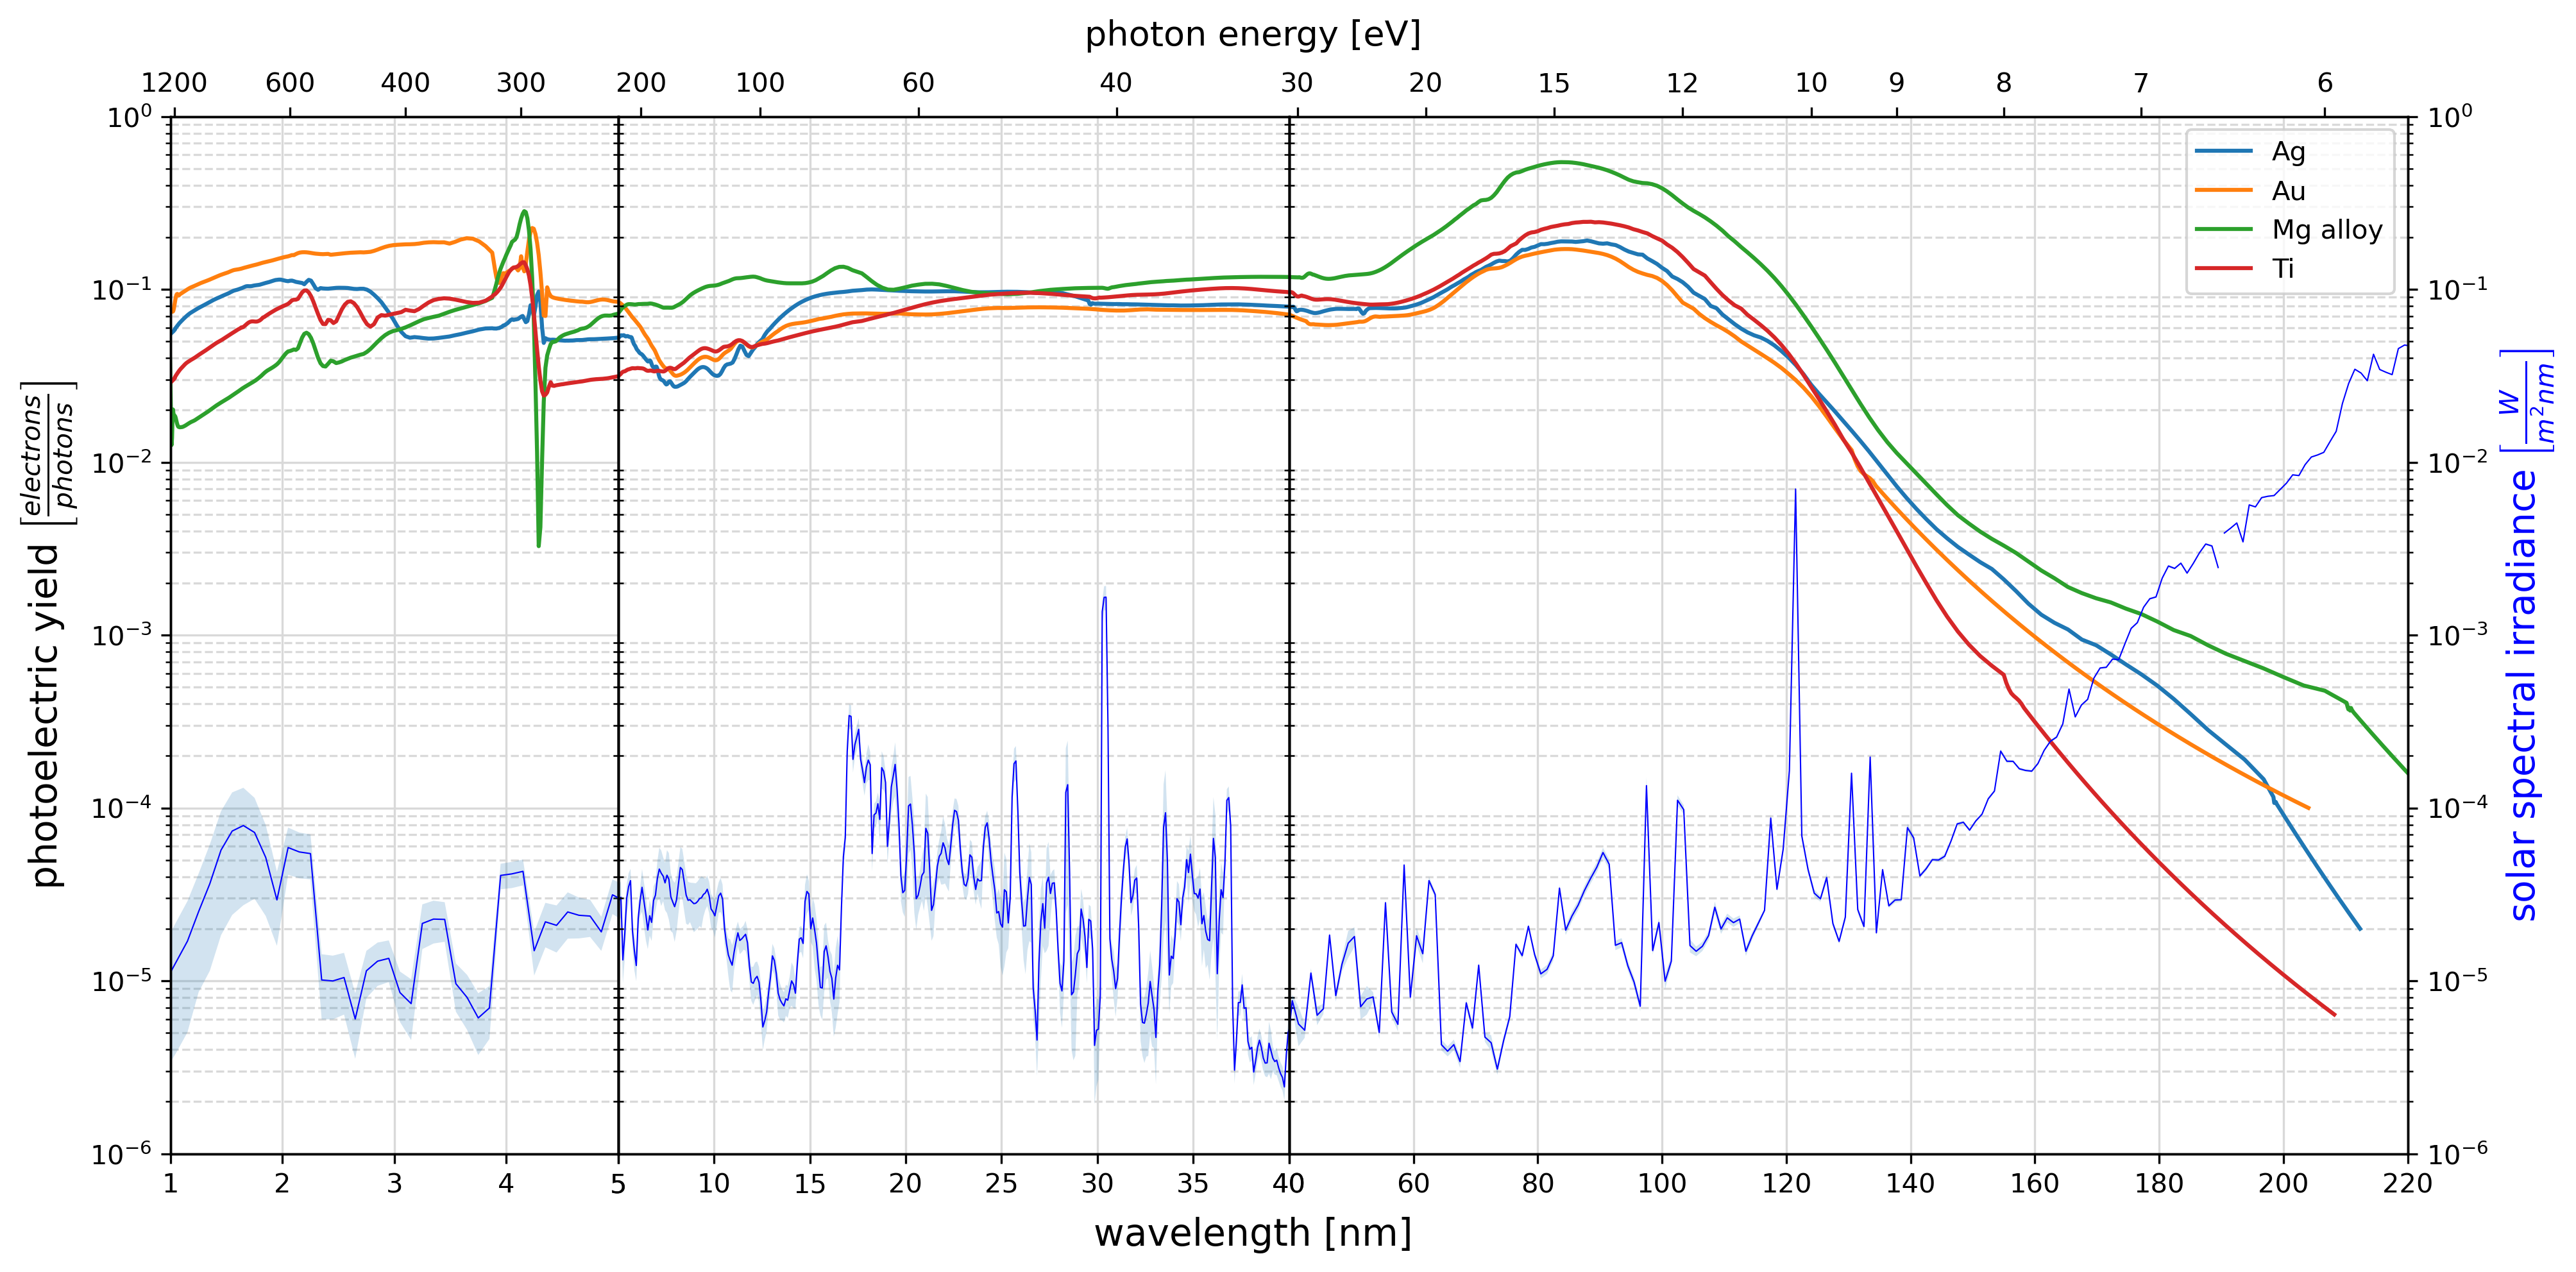 photon energy [eV]
1200 600 400 300 200 100 60 40 30 20 15 12 10 9 8 7 6
10⁰ 10⁰
Ag
Au
Mg alloy
Ti
10⁻¹ 10⁻¹
10⁻² 10⁻²
10⁻³ 10⁻³
10⁻⁴ 10⁻⁴
10⁻⁵ 10⁻⁵
10⁻⁶ 10⁻⁶
photoelectric yield [electrons/photons]
solar spectral irradiance [W/m²nm]
1 2 3 4 5 10 15 20 25 30 35 40 60 80 100 120 140 160 180 200 220
wavelength [nm]